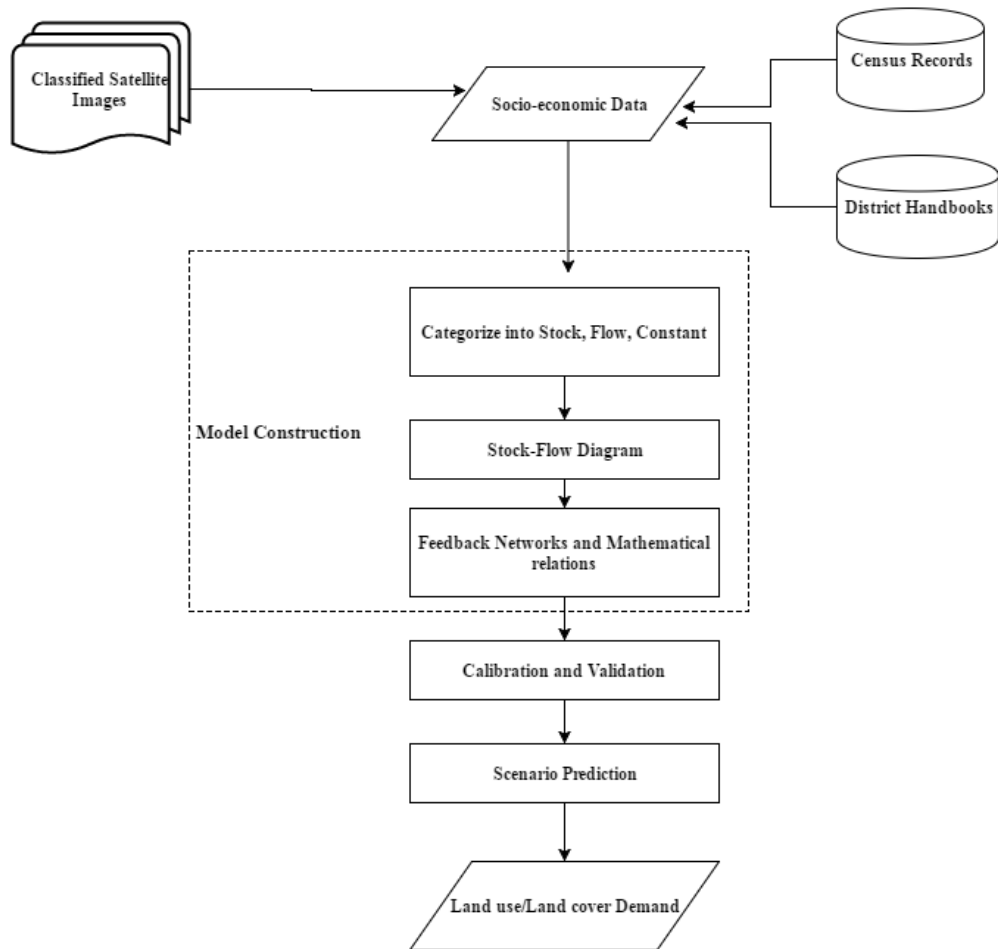 Classified Satellite
Images
Socio-economic Data
Census Records
District Handbooks
Categorize into Stock, Flow, Constant
Model Construction
Stock-Flow Diagram
Feedback Networks and Mathematical
relations
Calibration and Validation
Scenario Prediction
Land use/Land cover Demand